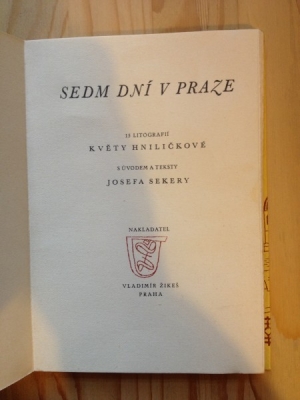 SEDM DNÍ V PRAZE
15 LITOGRAFIÍ
KVĚTY HNILIČKOVÉ
S ÚVODEM A TEXTY
JOSEFA SEKERY
NAKLADATEL
VLADIMÍR ŽIKEŠ
PRAHA